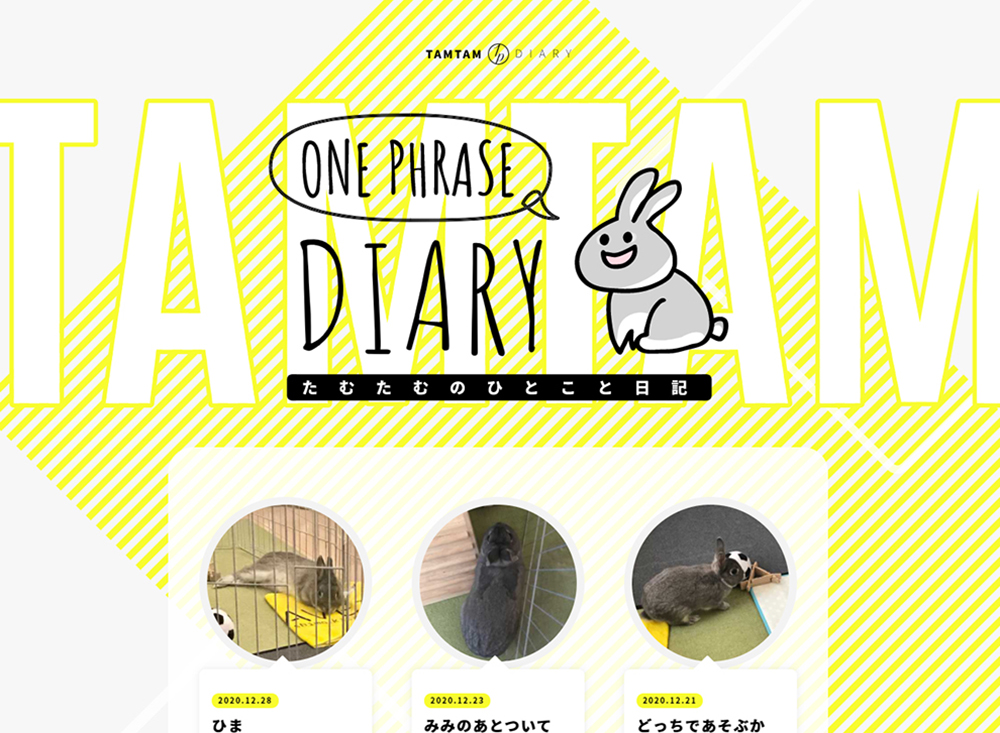 TAMTAM lp DIARY
TAMTAM
ONE PHRASE
DIARY
たむたむのひとこと日記
2020.12.28
ひま
2020.12.23
みみのあとついて
2020.12.21
どっちであそぶか